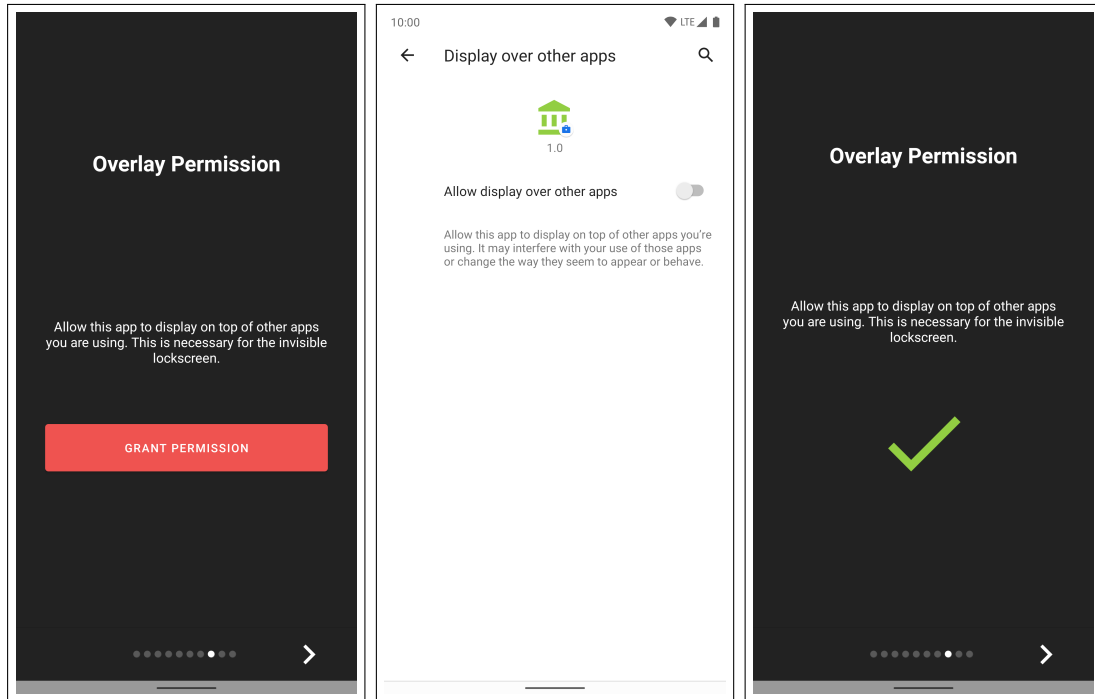 Overlay Permission
Allow this app to display on top of other apps
you are using. This is necessary for the invisible
lockscreen.
GRANT PERMISSION
10:00
LTE
Display over other apps
1.0
Allow display over other apps
Allow this app to display on top of other apps you’re
using. It may interfere with your use of those apps
or change the way they seem to appear or behave.
Overlay Permission
Allow this app to display on top of other apps
you are using. This is necessary for the invisible
lockscreen.